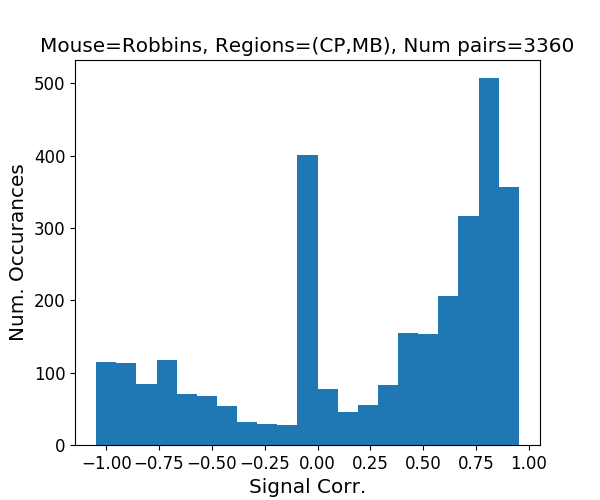 Mouse=Robbins, Regions=(CP,MB), Num pairs=3360
Num. Occurances
500
400
300
200
100
0
−1.00 −0.75 −0.50 −0.25 0.00 0.25 0.50 0.75 1.00
Signal Corr.